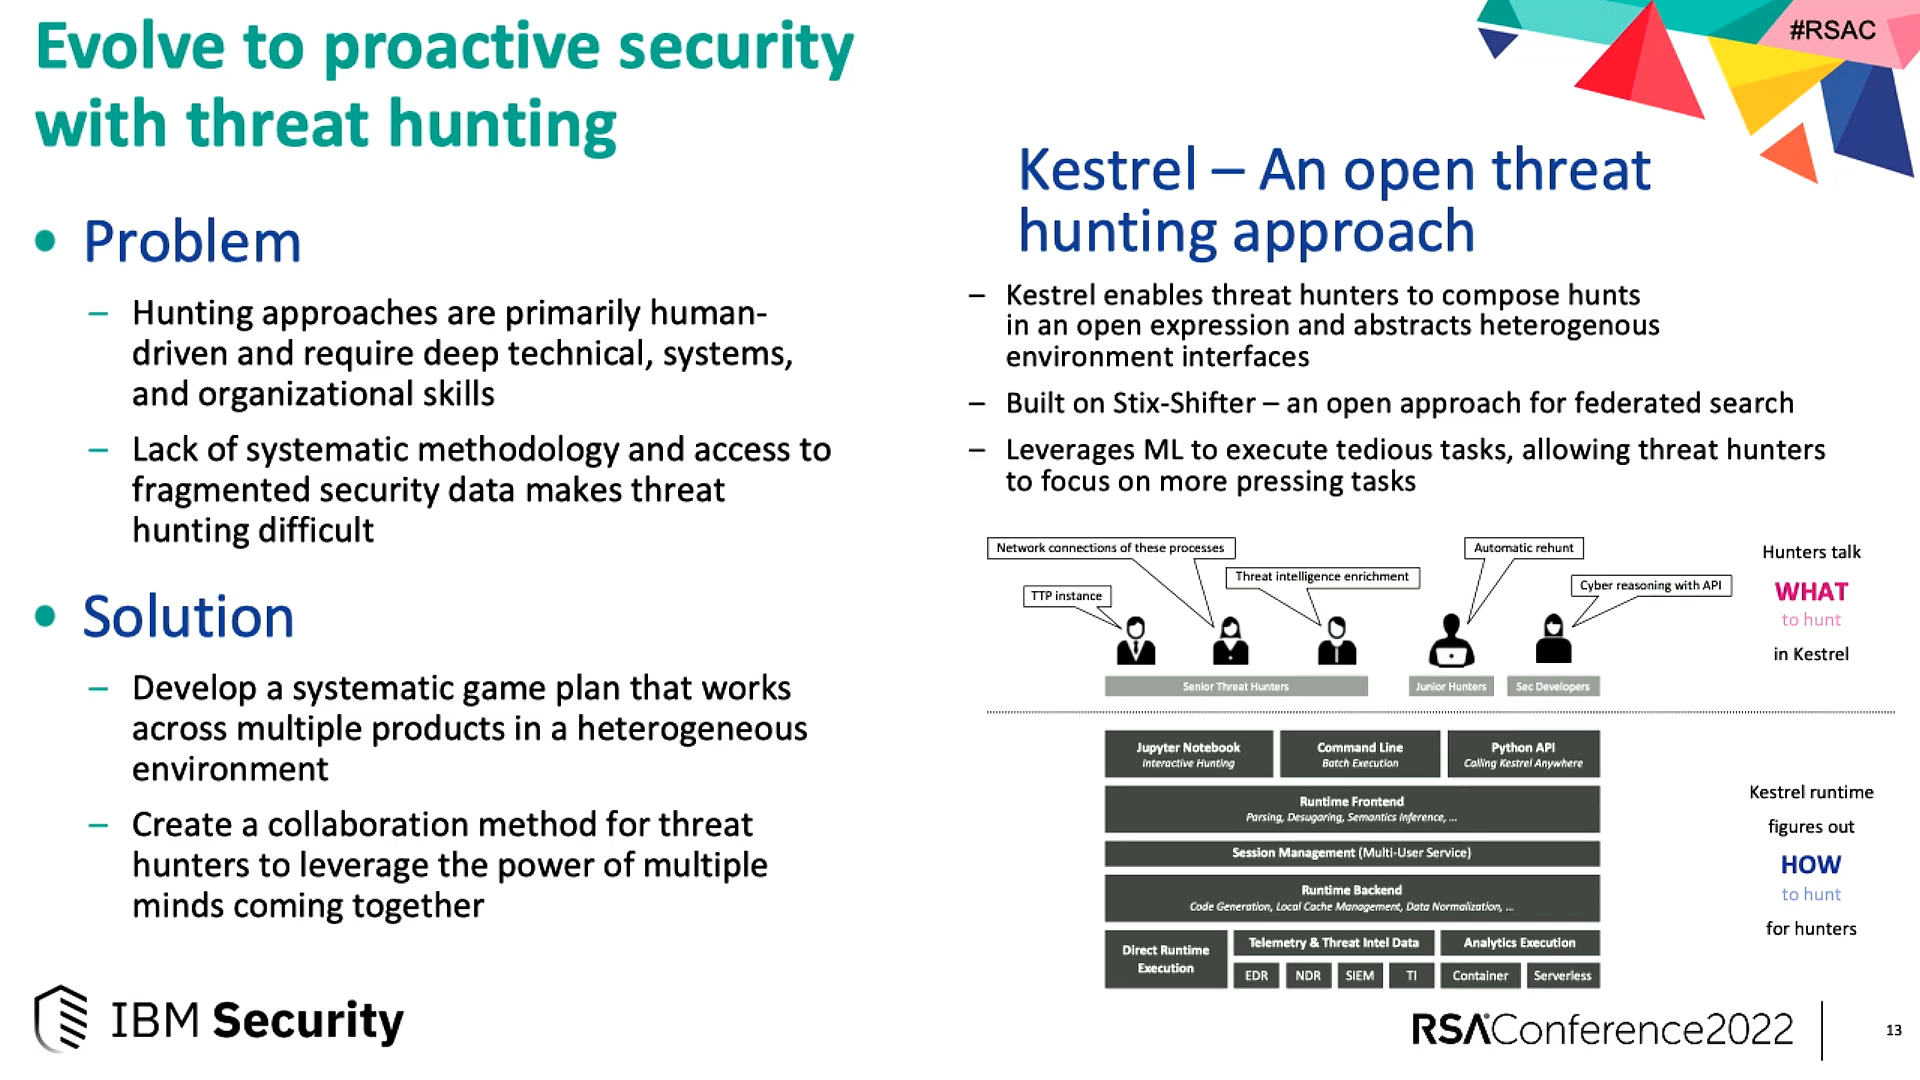 #RSAC
Evolve to proactive security
with threat hunting
• Problem
– Hunting approaches are primarily human-
driven and require deep technical, systems,
and organizational skills
– Lack of systematic methodology and access to
fragmented security data makes threat
hunting difficult
• Solution
– Develop a systematic game plan that works
across multiple products in a heterogeneous
environment
– Create a collaboration method for threat
hunters to leverage the power of multiple
minds coming together
Kestrel – An open threat
hunting approach
– Kestrel enables threat hunters to compose hunts
in an open expression and abstracts heterogenous
environment interfaces
– Built on Stix-Shifter – an open approach for federated search
– Leverages ML to execute tedious tasks, allowing threat hunters
to focus on more pressing tasks
Network connections of these processes
Automatic rehunt
Threat intelligence enrichment
Cyber reasoning with API
TTP instance
Senior Threat Hunters
Junior Hunters
Sec Developers
Hunters talk
WHAT
to hunt
in Kestrel
Jupyter Notebook
Interactive Hunting
Command Line
Batch Execution
Python API
Calling Kestrel Anywhere
Runtime Frontend
Parsing, Desugaring, Semantics Inference, ...
Session Management (Multi-User Service)
Runtime Backend
Code Generation, Local Cache Management, Data Normalization, ...
Direct Runtime
Execution
Telemetry & Threat Intel Data
EDR
NDR
SIEM
TI
Analytics Execution
Container
Serverless
Kestrel runtime
figures out
HOW
to hunt
for hunters
IBM Security
RSAConference2022
13